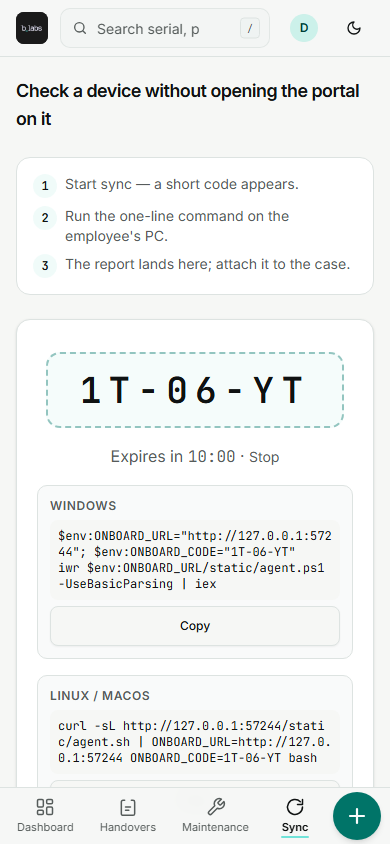 b_labs
Search serial, p
/
D
Check a device without opening the portal
on it
1
Start sync — a short code appears.
2
Run the one-line command on the
employee's PC.
3
The report lands here; attach it to the case.
1T-06-YT
Expires in 10:00 · Stop
WINDOWS
$env:ONBOARD_URL="http://127.0.0.1:572
44"; $env:ONBOARD_CODE="1T-06-YT"
iwr $env:ONBOARD_URL/static/agent.ps1
-UseBasicParsing | iex
Copy
LINUX / MACOS
curl -sL http://127.0.0.1:57244/stati
c/agent.sh | ONBOARD_URL=http://127.0.
0.1:57244 ONBOARD_CODE=1T-06-YT bash
Dashboard
Handovers
Maintenance
Sync